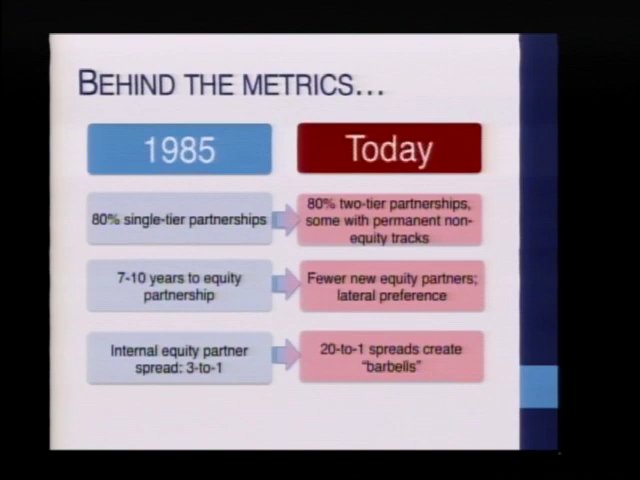 BEHIND THE METRICS...
1985
Today
80% single-tier partnerships
80% two-tier partnerships,
some with permanent non-
equity tracks
7-10 years to equity
partnership
Fewer new equity partners;
lateral preference
Internal equity partner
spread: 3-to-1
20-to-1 spreads create
“barbells”